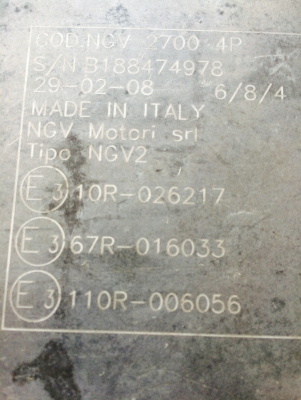 COD.NGV 2700 4P
S/N.B188474978
29-02-08 6/8/4
MADE IN ITALY
NGV Motori srl
Tipo NGV2
E3 10R-026217
E3 67R-016033
E3 110R-006056